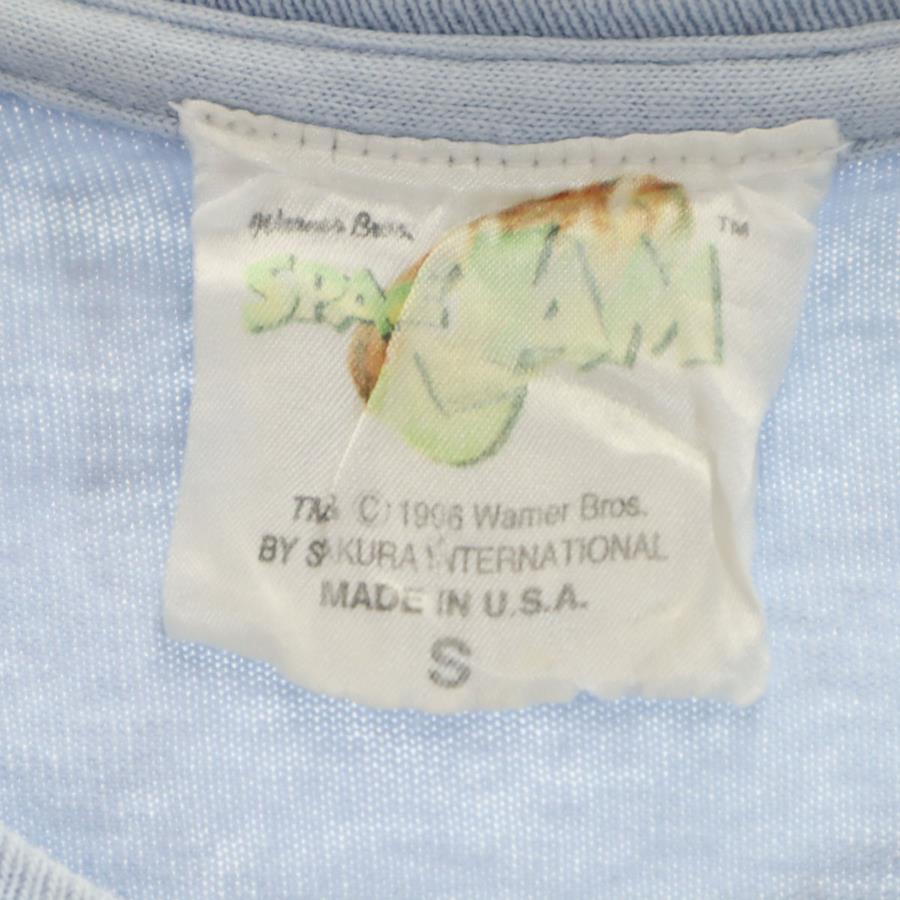 Warner Bros.
TM
SPACE JAM
TM & © 1996 Warner Bros.
BY SAKURA INTERNATIONAL
MADE IN U.S.A.
S